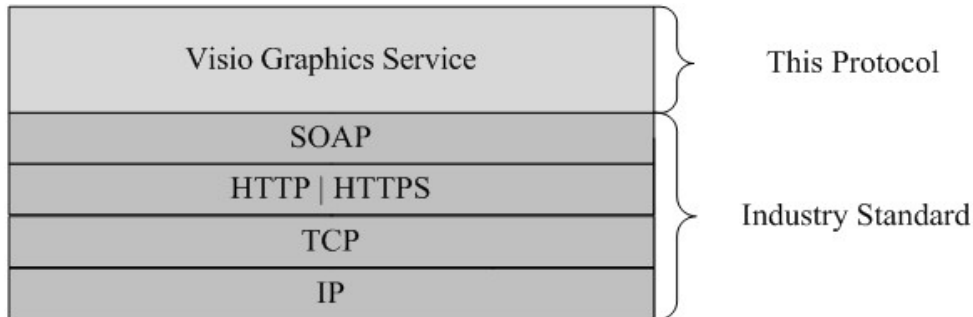 Visio Graphics Service
This Protocol
SOAP
HTTP | HTTPS
TCP
Industry Standard
IP